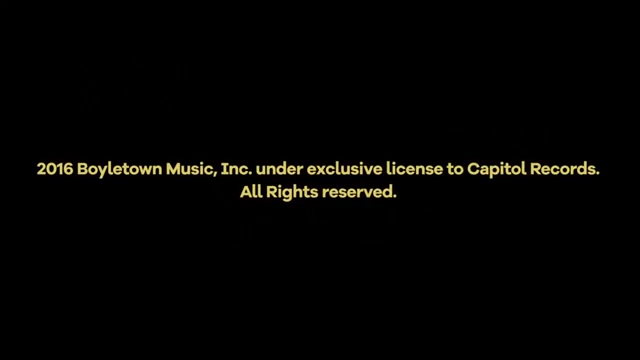 2016 Boyletown Music, Inc. under exclusive license to Capitol Records.
All Rights reserved.